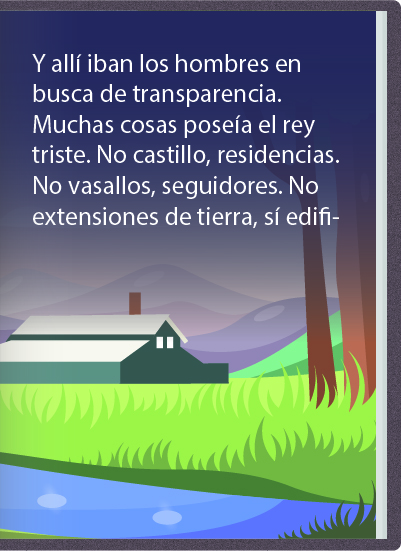 Y allí iban los hombres en
busca de transparencia.
Muchas cosas poseía el rey
triste. No castillo, residencias.
No vasallos, seguidores. No
extensiones de tierra, sí edifi-